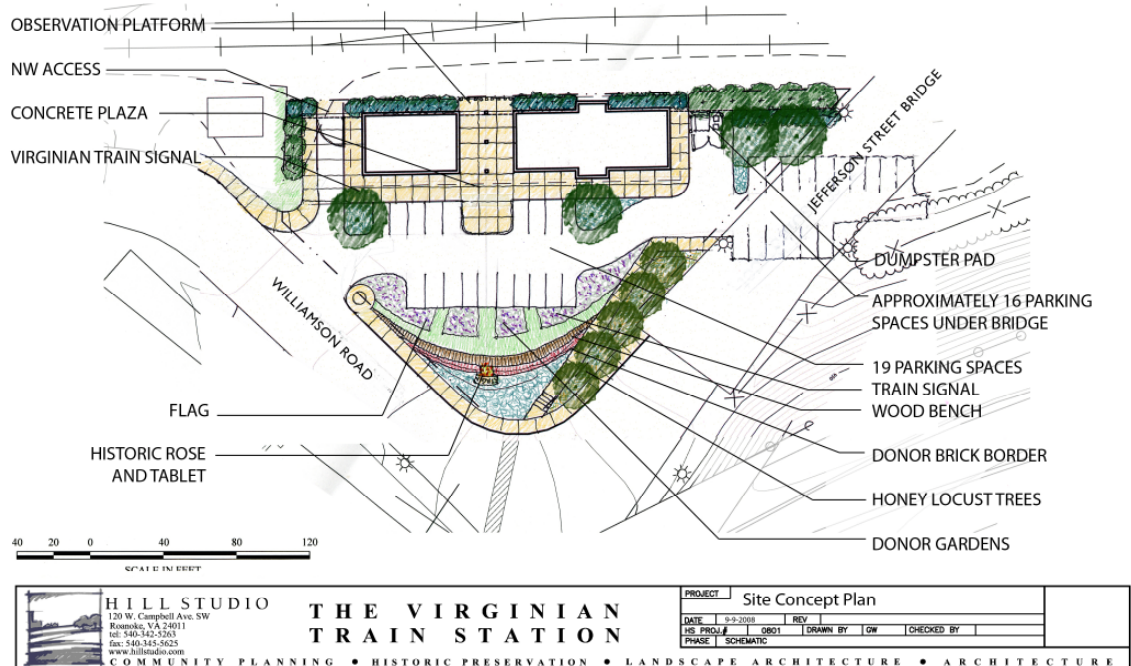 OBSERVATION PLATFORM
NW ACCESS
CONCRETE PLAZA
VIRGINIAN TRAIN SIGNAL
JEFFERSON STREET BRIDGE
WILLIAMSON ROAD
DUMPSTER PAD
APPROXIMATELY 16 PARKING
SPACES UNDER BRIDGE
19 PARKING SPACES
TRAIN SIGNAL
WOOD BENCH
FLAG
HISTORIC ROSE
AND TABLET
DONOR BRICK BORDER
HONEY LOCUST TREES
DONOR GARDENS
40 20 0 40 80 120
SCALE IN FEET
HILL STUDIO
120 W. Campbell Ave. SW
Roanoke, VA 24011
tel: 540-342-5263
fax: 540-345-5625
www.hillstudio.com
THE VIRGINIAN
TRAIN STATION
PROJECT Site Concept Plan
DATE 9-9-2008 REV
HS PROJ.# 0801 DRAWN BY GW CHECKED BY
PHASE SCHEMATIC
COMMUNITY PLANNING • HISTORIC PRESERVATION • LANDSCAPE ARCHITECTURE • ARCHITECTURE